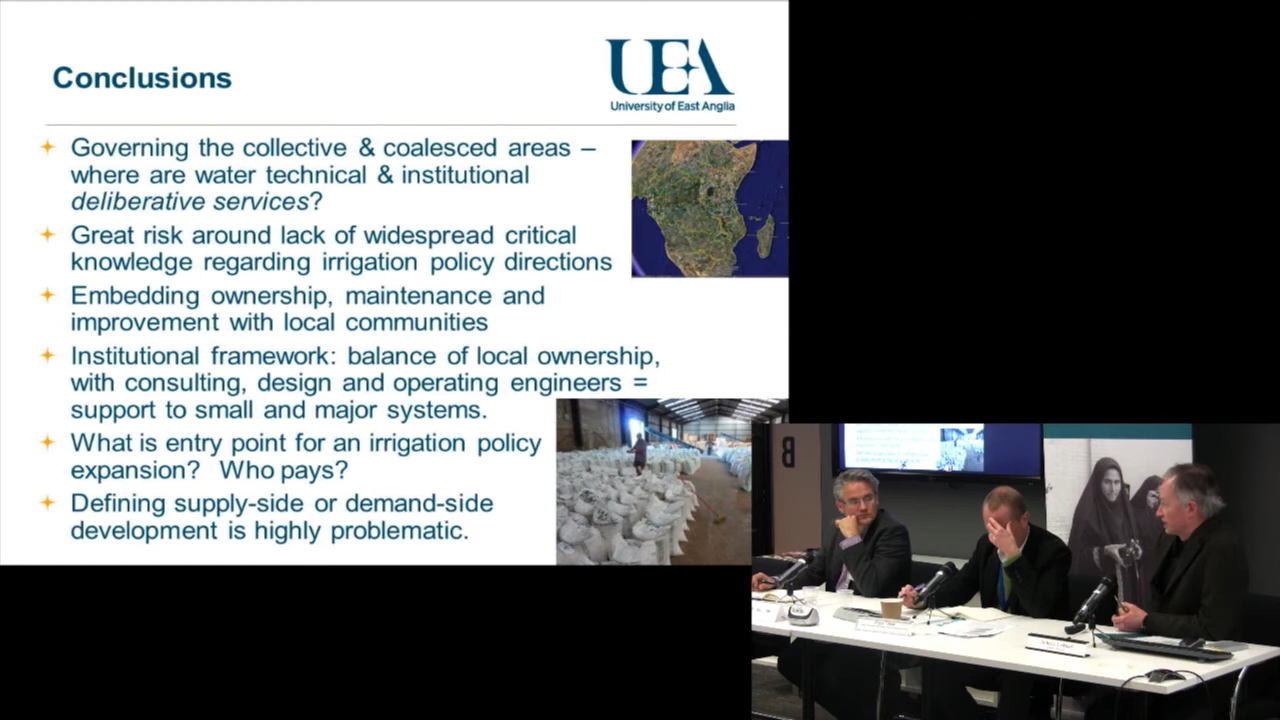 Conclusions
UEA
University of East Anglia
Governing the collective & coalesced areas –
where are water technical & institutional
deliberative services?
Great risk around lack of widespread critical
knowledge regarding irrigation policy directions
Embedding ownership, maintenance and
improvement with local communities
Institutional framework: balance of local ownership,
with consulting, design and operating engineers =
support to small and major systems.
What is entry point for an irrigation policy
expansion? Who pays?
Defining supply-side or demand-side
development is highly problematic.
B